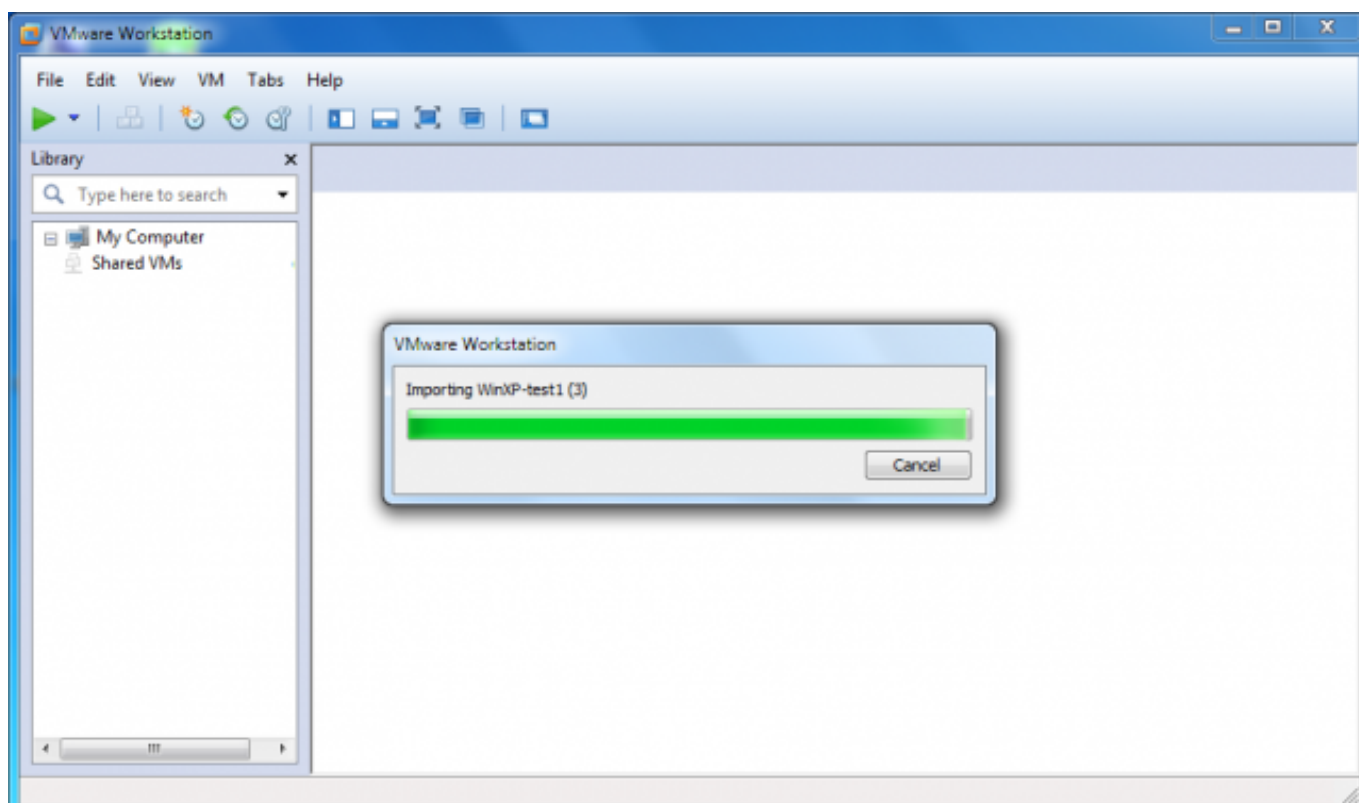 VMware Workstation
File Edit View VM Tabs Help
Library
Type here to search
My Computer
Shared VMs
VMware Workstation
Importing WinXP-test1 (3)
Cancel